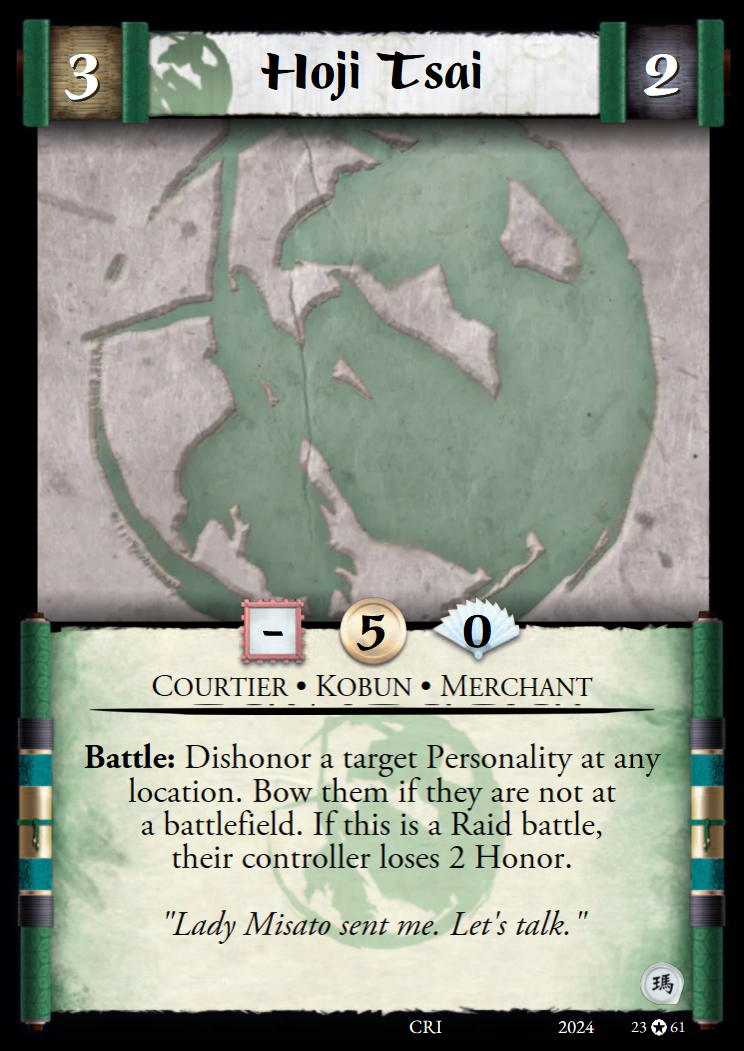 3 Hoji Tsai 2
- 5 0
Courtier • Kobun • Merchant
Battle: Dishonor a target Personality at any
location. Bow them if they are not at
a battlefield. If this is a Raid battle,
their controller loses 2 Honor.
"Lady Misato sent me. Let's talk."
瑪
CRI 2024 23 ✪ 61